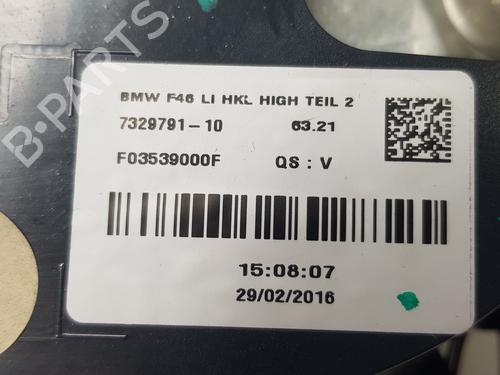 BMW F46 LI HKL HIGH TEIL 2
7329791-10 63.21
F03539000F QS : V
15:08:07
29/02/2016